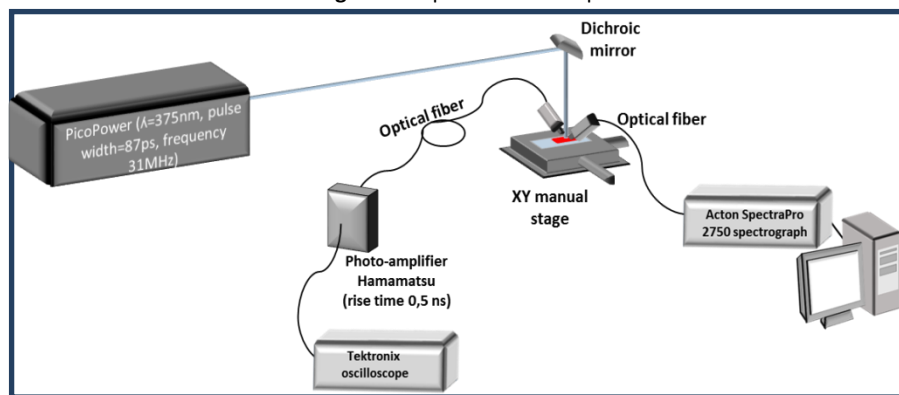 Dichroic
mirror
PicoPower (λ=375nm, pulse
width=87ps, frequency
31MHz)
Optical fiber
Optical fiber
XY manual
stage
Acton SpectraPro
2750 spectrograph
Photo-amplifier
Hamamatsu
(rise time 0,5 ns)
Tektronix
oscilloscope